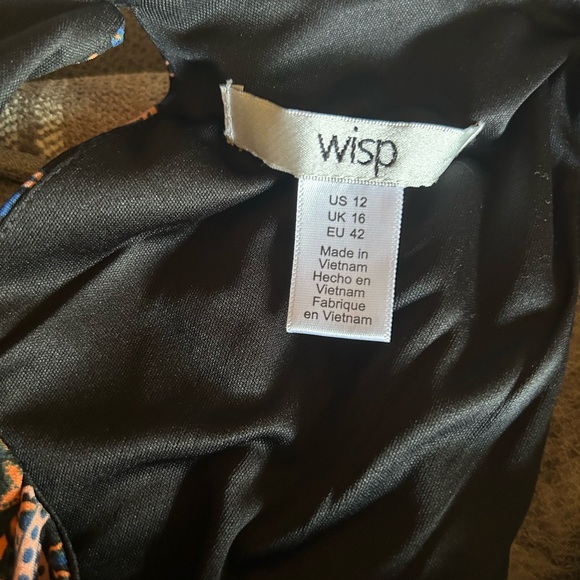 wisp
US 12
UK 16
EU 42
Made in
Vietnam
Hecho en
Vietnam
Fabrique
en Vietnam